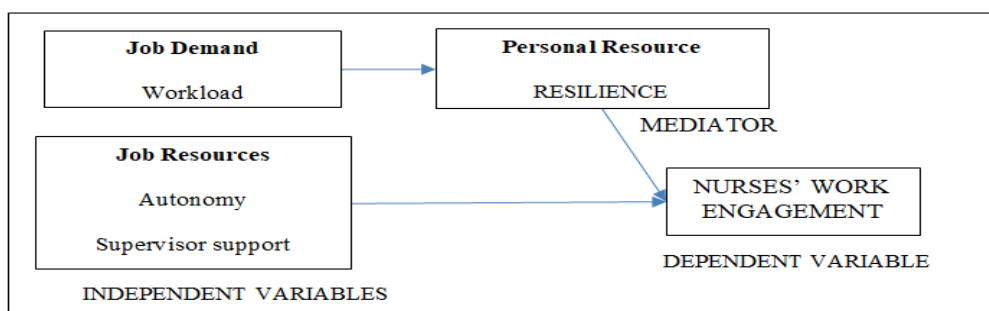 Job Demand
Workload
Personal Resource
RESILIENCE
MEDIATOR
Job Resources
Autonomy
Supervisor support
NURSES’ WORK
ENGAGEMENT
DEPENDENT VARIABLE
INDEPENDENT VARIABLES